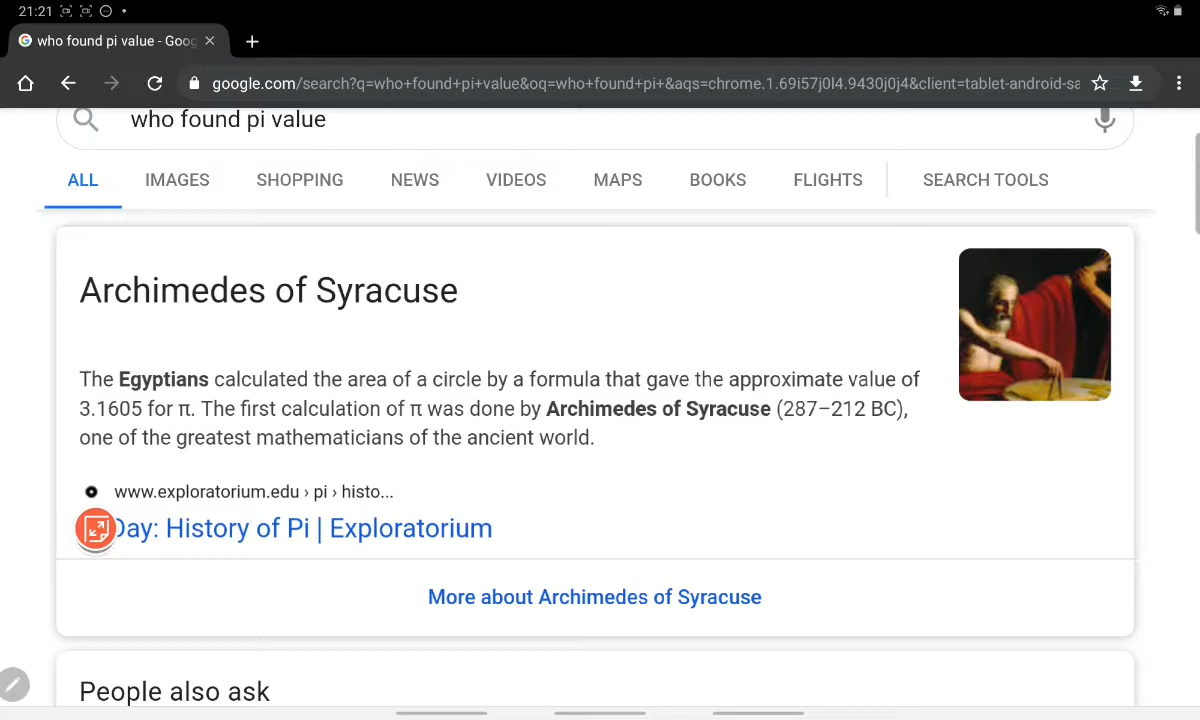 21:21
who found pi value - Goog
google.com/search?q=who+found+pi+value&oq=who+found+pi+&aqs=chrome.1.69i57j0l4.9430j0j4&client=tablet-android-sa
who found pi value
ALL IMAGES SHOPPING NEWS VIDEOS MAPS BOOKS FLIGHTS SEARCH TOOLS
Archimedes of Syracuse
The Egyptians calculated the area of a circle by a formula that gave the approximate value of
3.1605 for π. The first calculation of π was done by Archimedes of Syracuse (287–212 BC),
one of the greatest mathematicians of the ancient world.
www.exploratorium.edu › pi › histo...
Day: History of Pi | Exploratorium
More about Archimedes of Syracuse
People also ask